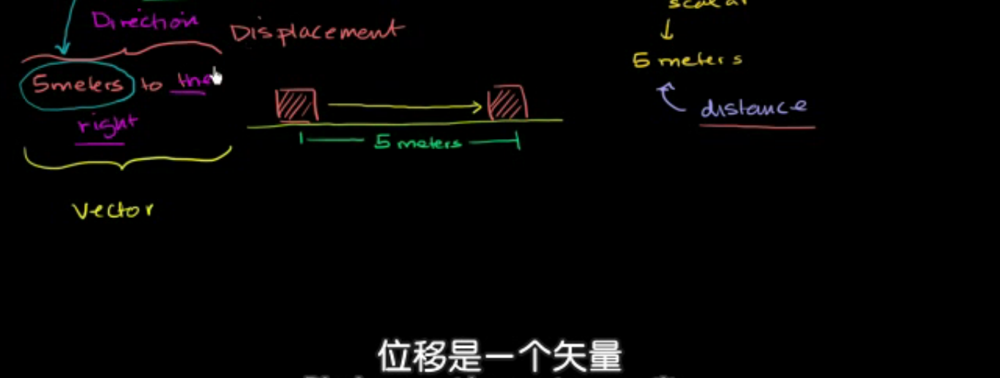 Direction
Displacement
5 meters to the
right
Vector
5 meters
scalar
5 meters
distance
位移是一个矢量